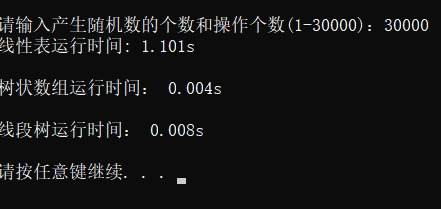 请输入产生随机数的个数和操作个数(1-30000)：30000
线性表运行时间: 1.101s
树状数组运行时间： 0.004s
线段树运行时间： 0.008s
请按任意键继续. . .